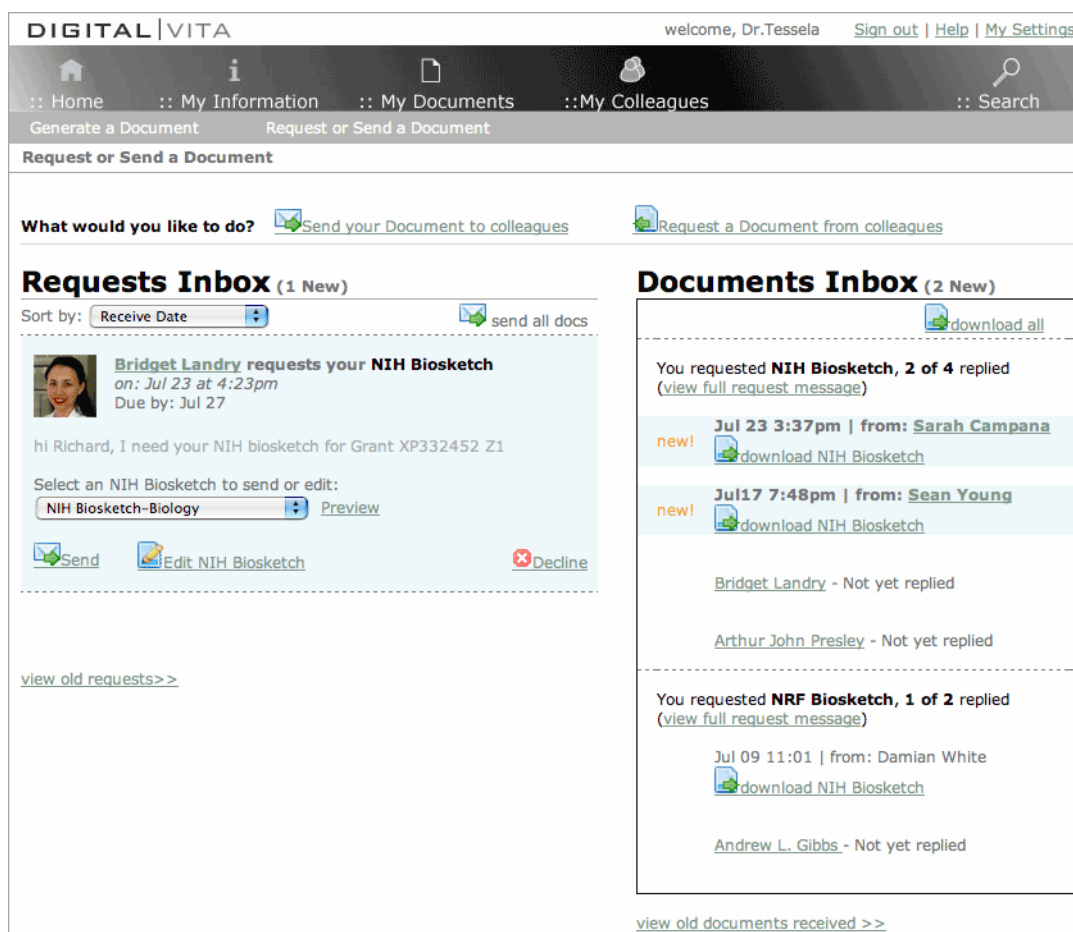 DIGITAL|VITA
welcome, Dr.Tessela Sign out | Help | My Settings
:: Home :: My Information :: My Documents ::My Colleagues :: Search
Generate a Document Request or Send a Document
Request or Send a Document
What would you like to do? Send your Document to colleagues Request a Document from colleagues
Requests Inbox (1 New)
Sort by: Receive Date send all docs
Bridget Landry requests your NIH Biosketch
on: Jul 23 at 4:23pm
Due by: Jul 27
hi Richard, I need your NIH biosketch for Grant XP332452 Z1
Select an NIH Biosketch to send or edit:
NIH Biosketch-Biology Preview
Send Edit NIH Biosketch Decline
view old requests>>
Documents Inbox (2 New)
download all
You requested NIH Biosketch, 2 of 4 replied
(view full request message)
new! Jul 23 3:37pm | from: Sarah Campana
download NIH Biosketch
new! Jul17 7:48pm | from: Sean Young
download NIH Biosketch
Bridget Landry - Not yet replied
Arthur John Presley - Not yet replied
You requested NRF Biosketch, 1 of 2 replied
(view full request message)
Jul 09 11:01 | from: Damian White
download NIH Biosketch
Andrew L. Gibbs - Not yet replied
view old documents received >>